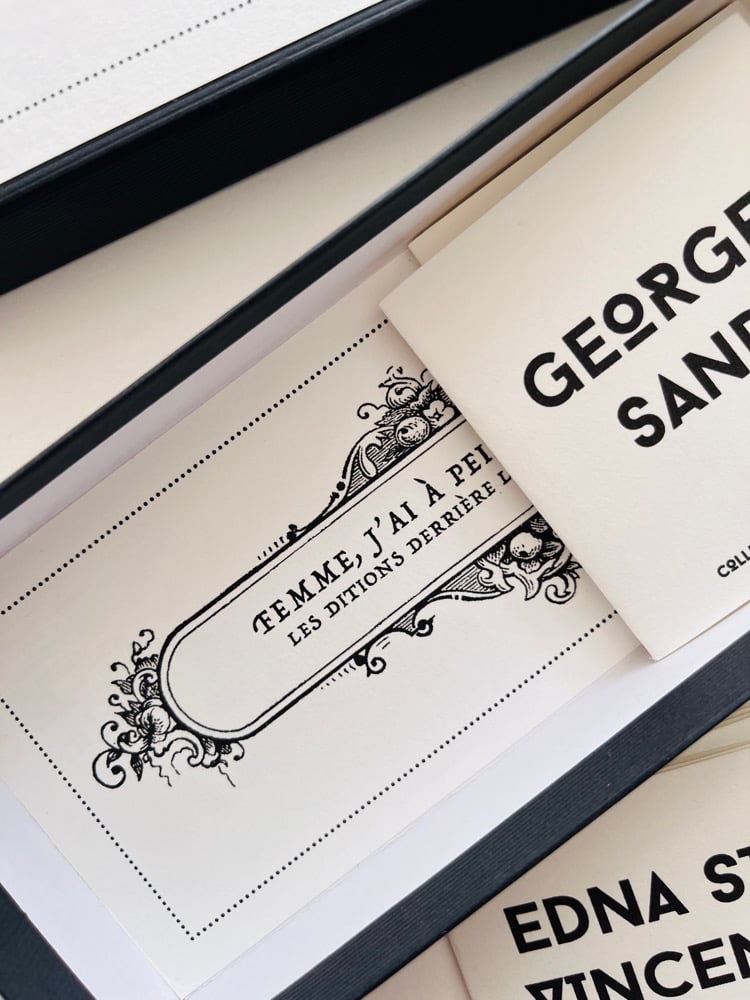 GEORGE
SAND
COLL
FEMME, J'AI À PEI
LES DITIONS DERRIÈRE L
EDNA ST
VINCEN